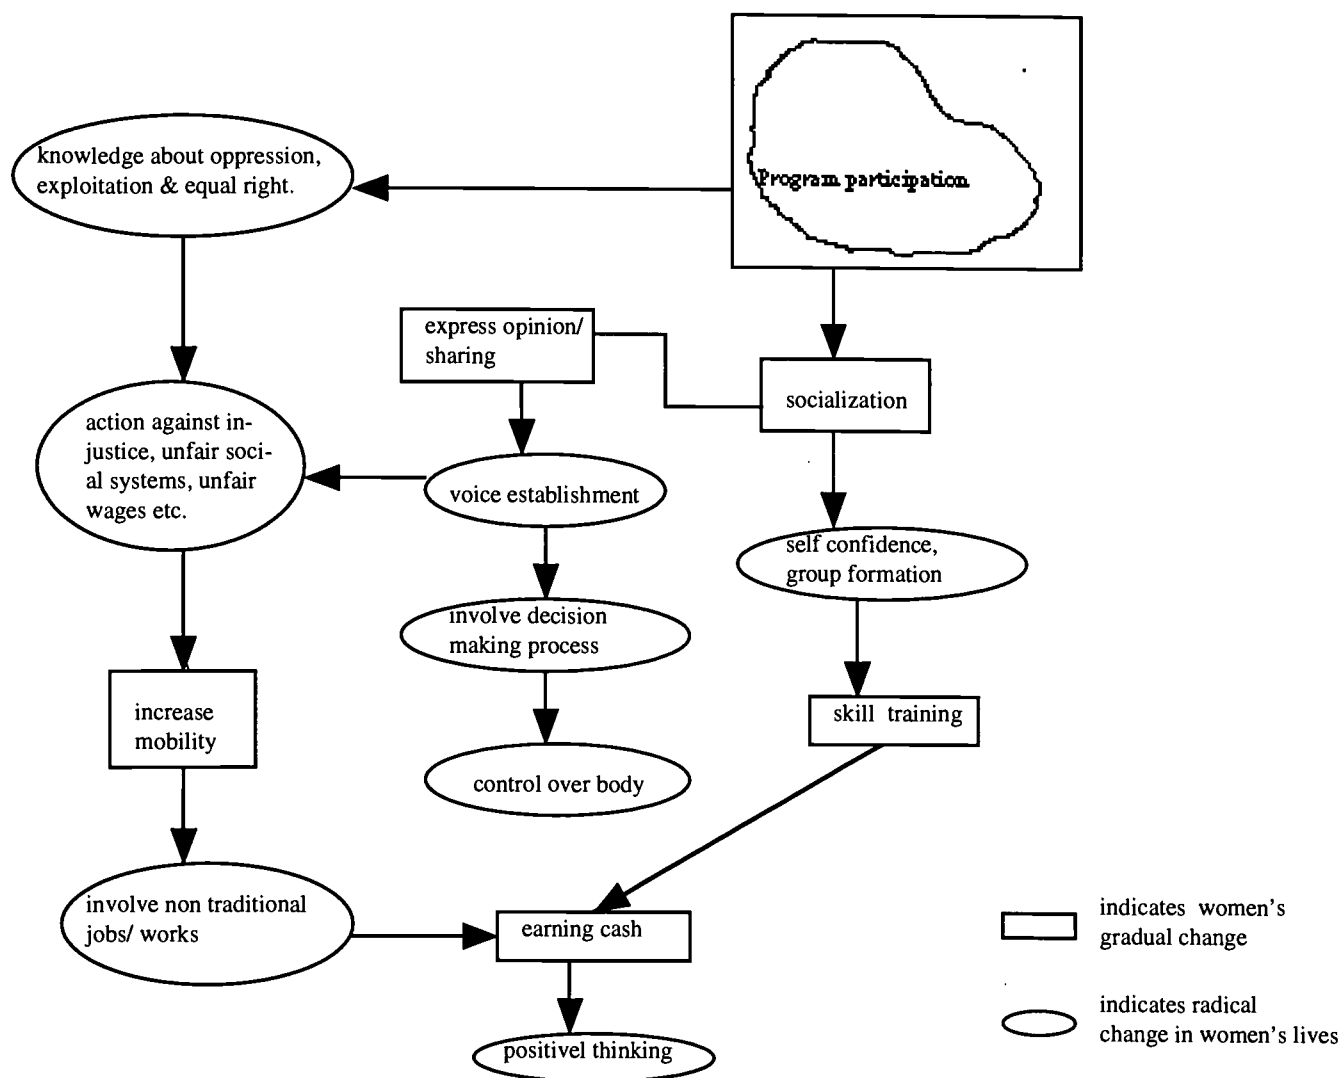 Program participation
knowledge about oppression,
exploitation & equal right.
express opinion/
sharing
socialization
action against in-
justice, unfair soci-
al systems, unfair
wages etc.
voice establishment
self confidence,
group formation
involve decision
making process
increase
mobility
skill training
control over body
involve non traditional
jobs/ works
earning cash
positivel thinking
indicates women's
gradual change
indicates radical
change in women's lives